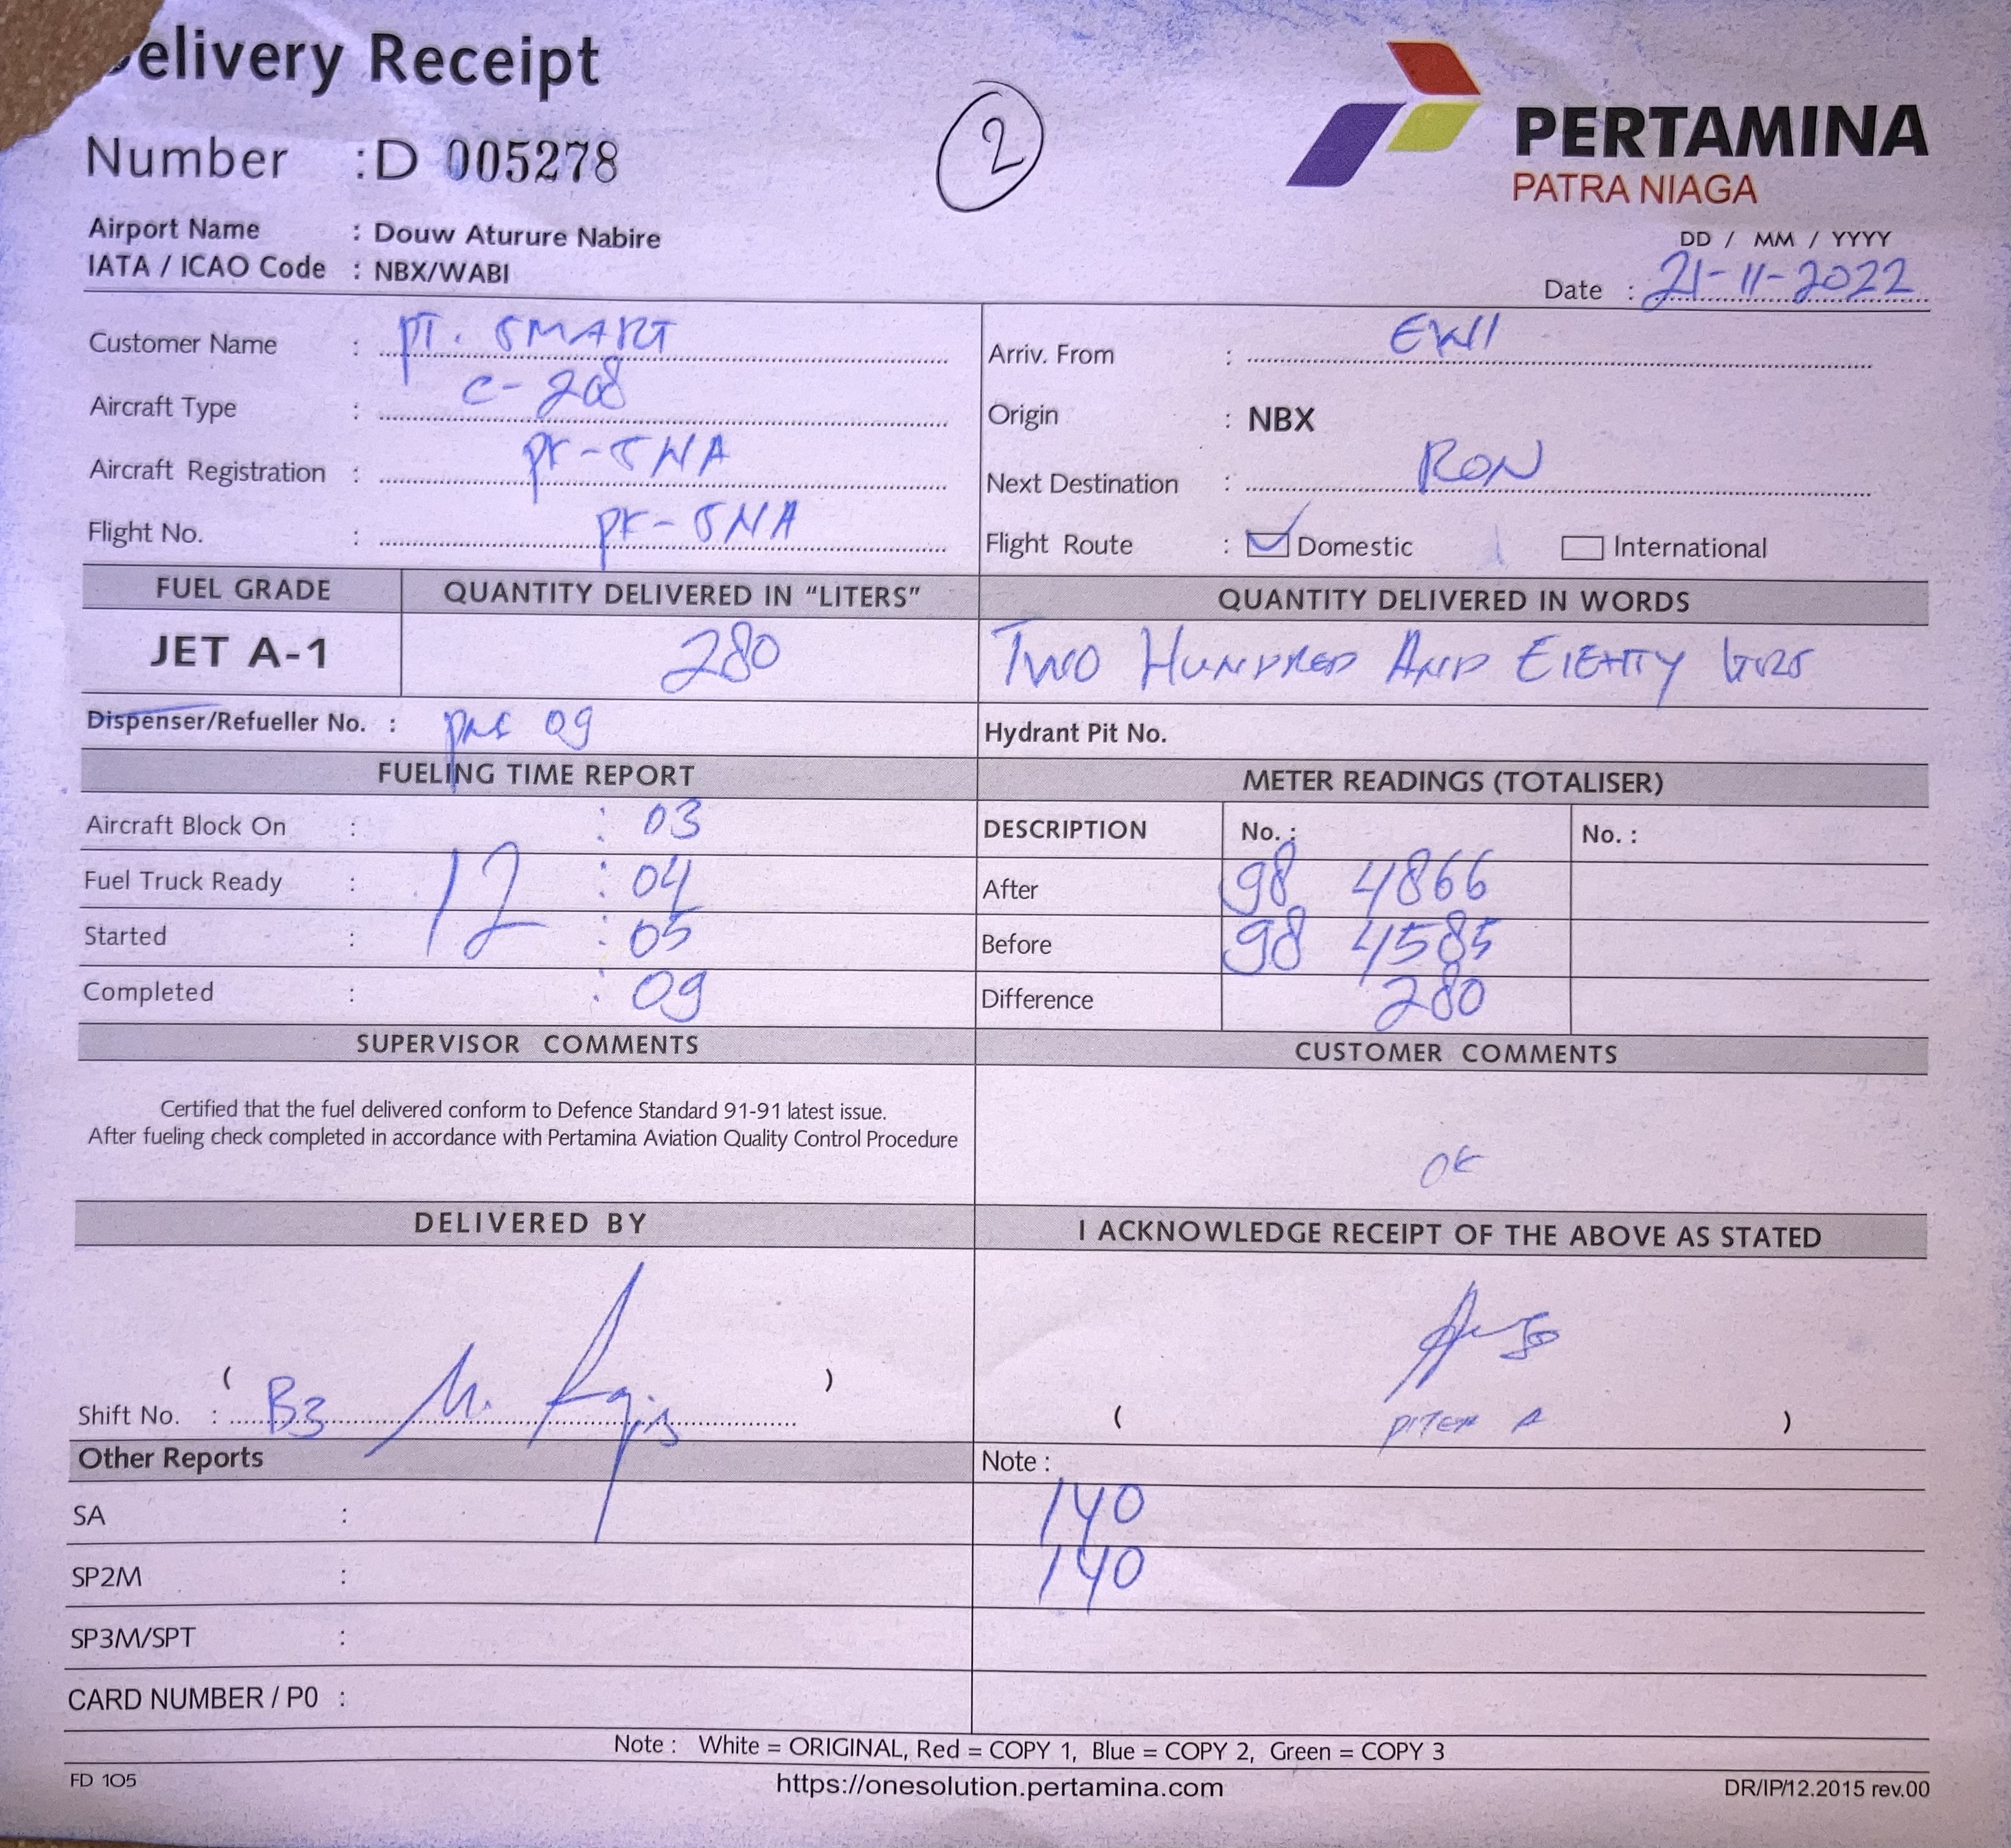 elivery Receipt
2
PERTAMINA
PATRA NIAGA
Number : D 005278
Airport Name : Douw Aturure Nabire
IATA / ICAO Code : NBX/WABI
DD / MM / YYYY
Date : 21-11-2022
Customer Name : PT. SMART
Arriv. From : EWI
Aircraft Type : C-208
Origin : NBX
Aircraft Registration : PK-SNA
Next Destination : RON
Flight No. : PK-SNA
Flight Route : Domestic International
FUEL GRADE QUANTITY DELIVERED IN “LITERS” QUANTITY DELIVERED IN WORDS
JET A-1 280 TWO HUNDRED AND EIGHTY
Dispenser/Refueller No. : 09
Hydrant Pit No.
FUELING TIME REPORT
METER READINGS (TOTALISER)
Aircraft Block On : : 03
DESCRIPTION No. : No. :
Fuel Truck Ready : 12 : 04
After 98 4866
Started : : 05
Before 98 4585
Completed : : 09
Difference 280
SUPERVISOR COMMENTS
CUSTOMER COMMENTS
Certified that the fuel delivered conform to Defence Standard 91-91 latest issue.
After fueling check completed in accordance with Pertamina Aviation Quality Control Procedure
OK
DELIVERED BY
I ACKNOWLEDGE RECEIPT OF THE ABOVE AS STATED
( )
Shift No. : B3 M.
( A )
Other Reports
Note :
SA :
140
SP2M :
140
SP3M/SPT :
CARD NUMBER / P0 :
Note : White = ORIGINAL, Red = COPY 1, Blue = COPY 2, Green = COPY 3
FD 105
https://onesolution.pertamina.com
DR/IP/12.2015 rev.00